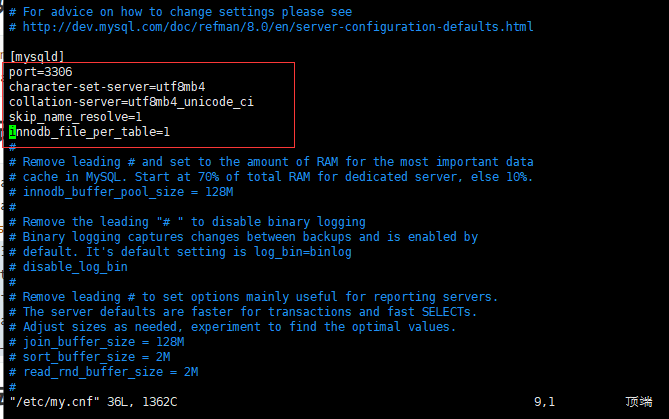 # For advice on how to change settings please see
# http://dev.mysql.com/doc/refman/8.0/en/server-configuration-defaults.html
[mysqld]
port=3306
character-set-server=utf8mb4
collation-server=utf8mb4_unicode_ci
skip_name_resolve=1
innodb_file_per_table=1
#
# Remove leading # and set to the amount of RAM for the most important data
# cache in MySQL. Start at 70% of total RAM for dedicated server, else 10%.
# innodb_buffer_pool_size = 128M
#
# Remove the leading "# " to disable binary logging
# Binary logging captures changes between backups and is enabled by
# default. It's default setting is log_bin=binlog
# disable_log_bin
#
# Remove leading # to set options mainly useful for reporting servers.
# The server defaults are faster for transactions and fast SELECTs.
# Adjust sizes as needed, experiment to find the optimal values.
# join_buffer_size = 128M
# sort_buffer_size = 2M
# read_rnd_buffer_size = 2M
#
"/etc/my.cnf" 36L, 1362C 9,1 顶端